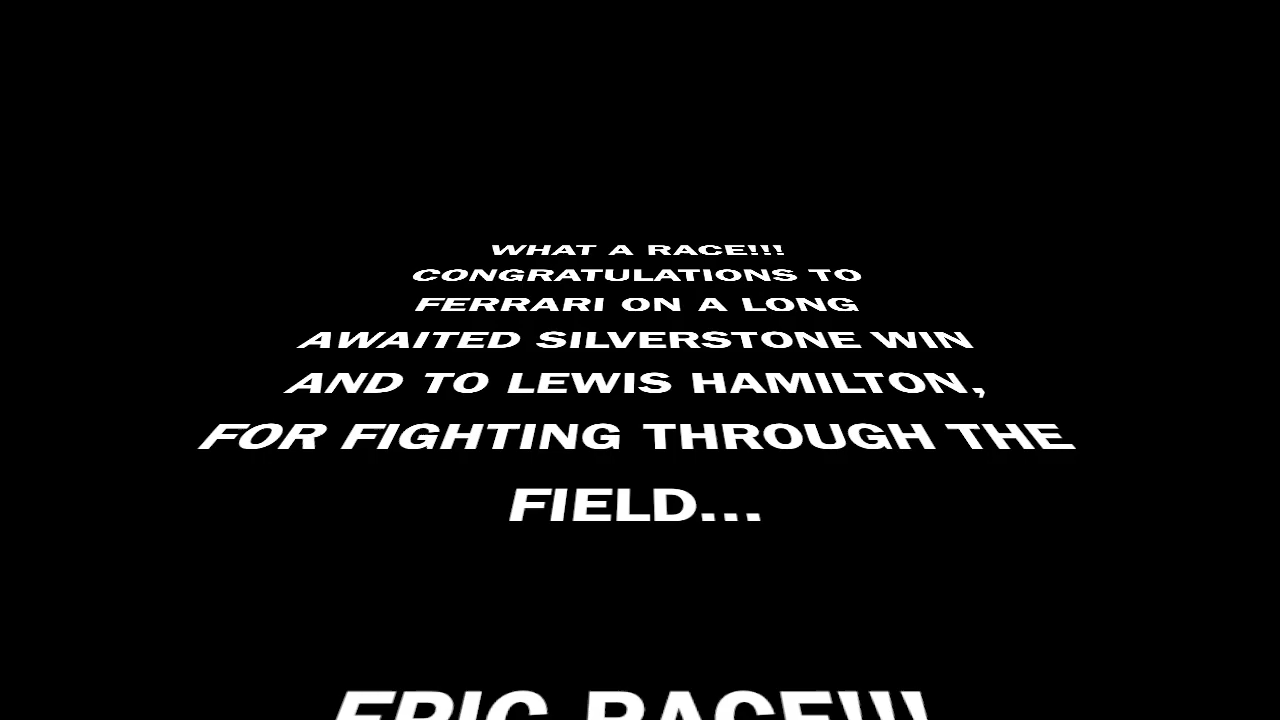 WHAT A RACE!!!
CONGRATULATIONS TO
FERRARI ON A LONG
AWAITED SILVERSTONE WIN
AND TO LEWIS HAMILTON,
FOR FIGHTING THROUGH THE
FIELD...
EPIC RACE!!!